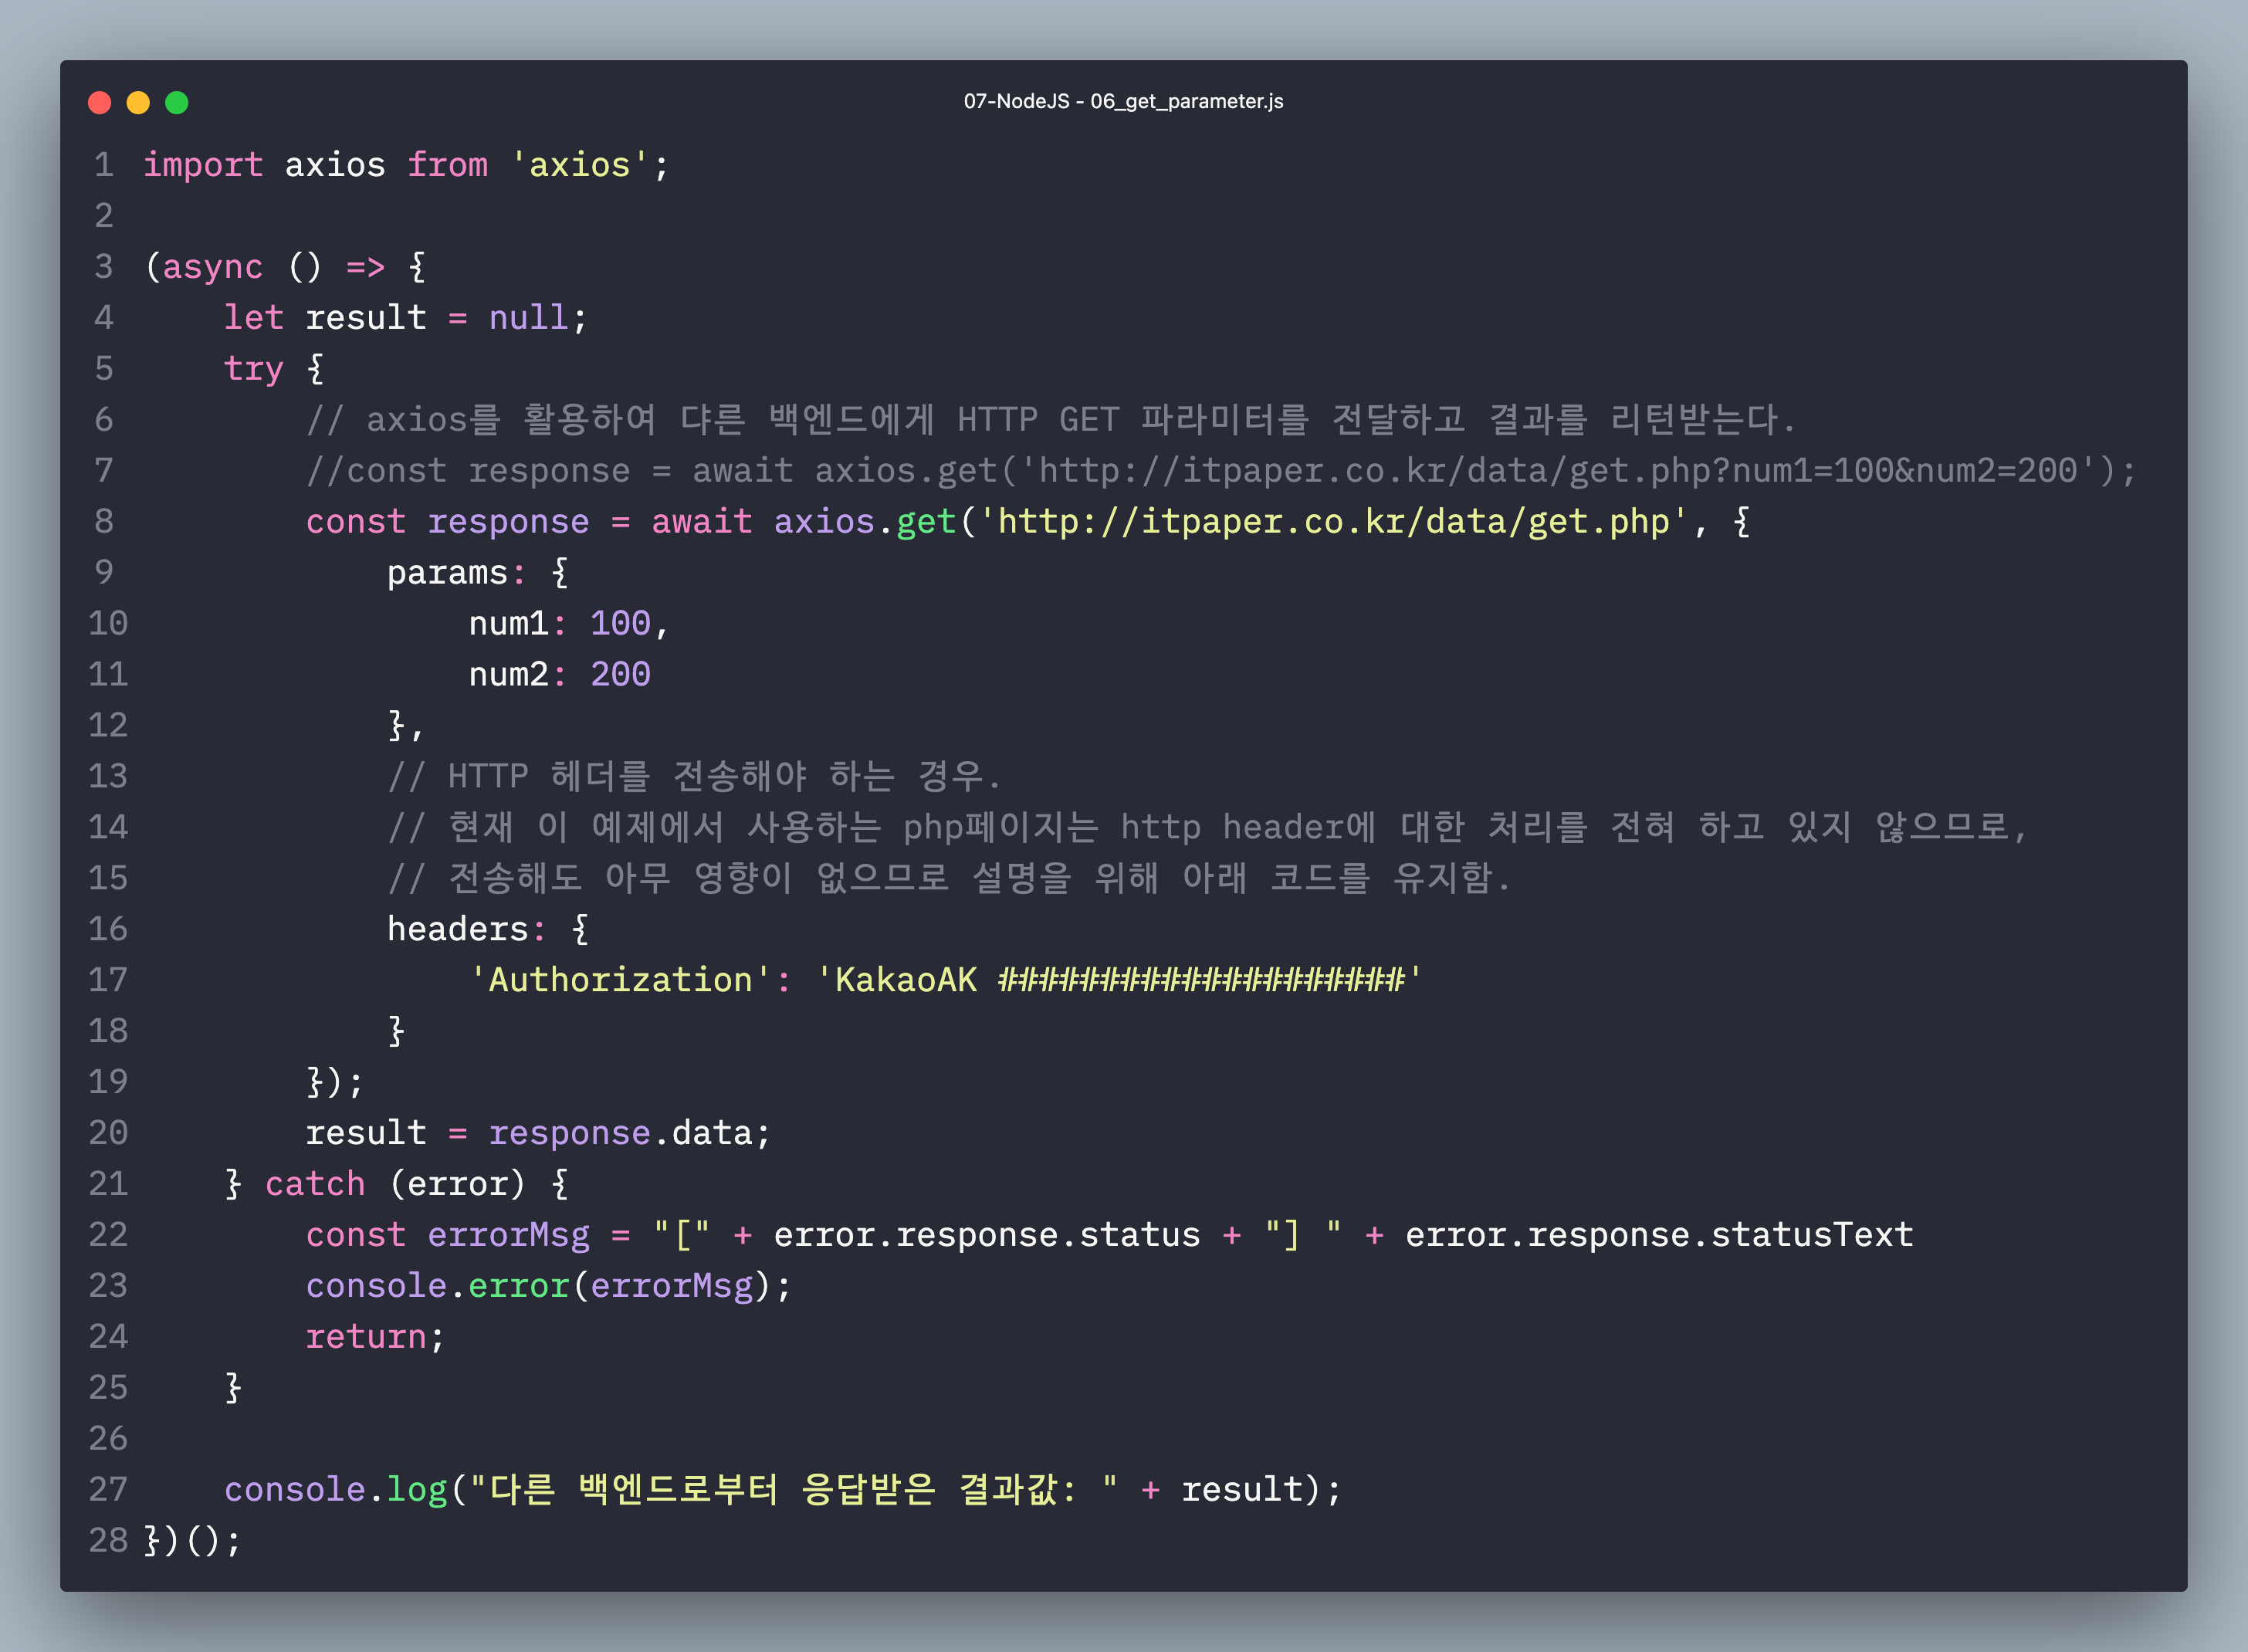 07-NodeJS - 06_get_parameter.js
1 import axios from 'axios';
2
3 (async () => {
4     let result = null;
5     try {
6         // axios를 활용하여 댜른 백엔드에게 HTTP GET 파라미터를 전달하고 결과를 리턴받는다.
7         //const response = await axios.get('http://itpaper.co.kr/data/get.php?num1=100&num2=200');
8         const response = await axios.get('http://itpaper.co.kr/data/get.php', {
9             params: {
10                 num1: 100,
11                 num2: 200
12             },
13             // HTTP 헤더를 전송해야 하는 경우.
14             // 현재 이 예제에서 사용하는 php페이지는 http header에 대한 처리를 전혀 하고 있지 않으므로,
15             // 전송해도 아무 영향이 없으므로 설명을 위해 아래 코드를 유지함.
16             headers: {
17                 'Authorization': 'KakaoAK ####################'
18             }
19         });
20         result = response.data;
21     } catch (error) {
22         const errorMsg = "[" + error.response.status + "] " + error.response.statusText
23         console.error(errorMsg);
24         return;
25     }
26
27     console.log("다른 백엔드로부터 응답받은 결과값: " + result);
28 })();